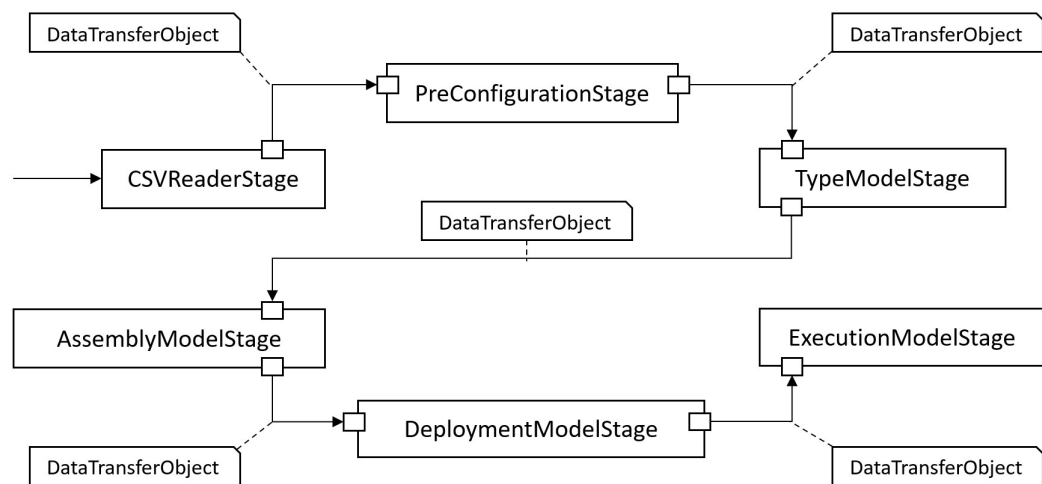 DataTransferObject
DataTransferObject
PreConfigurationStage
CSVReaderStage
TypeModelStage
DataTransferObject
AssemblyModelStage
ExecutionModelStage
DeploymentModelStage
DataTransferObject
DataTransferObject